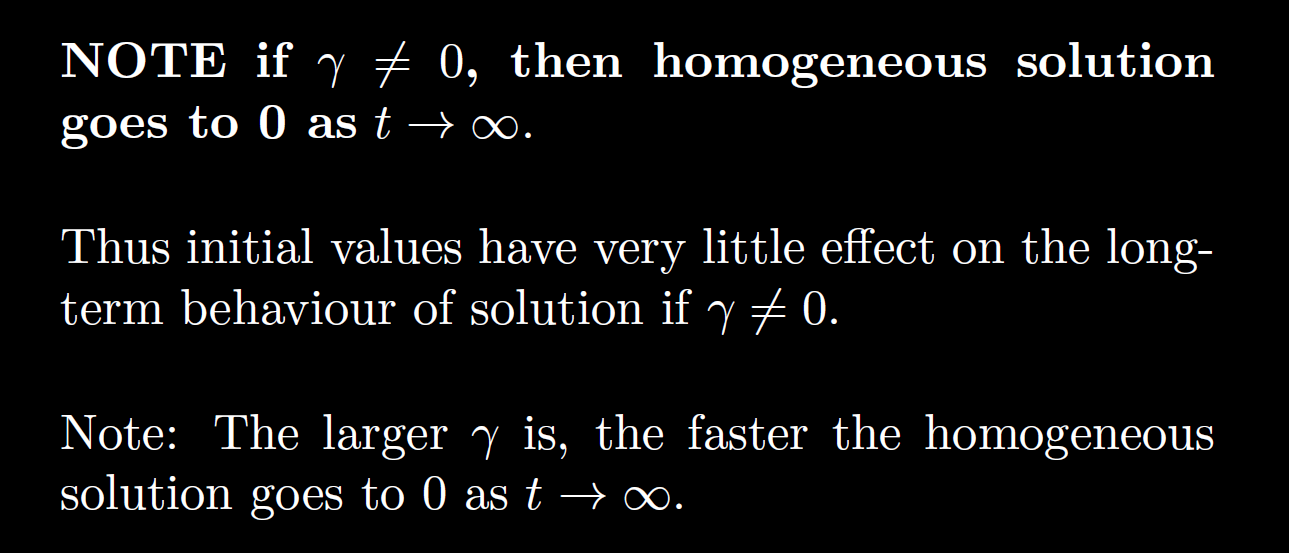 NOTE if γ ≠ 0, then homogeneous solution
goes to 0 as t → ∞.
Thus initial values have very little effect on the long-
term behaviour of solution if γ ≠ 0.
Note: The larger γ is, the faster the homogeneous
solution goes to 0 as t → ∞.